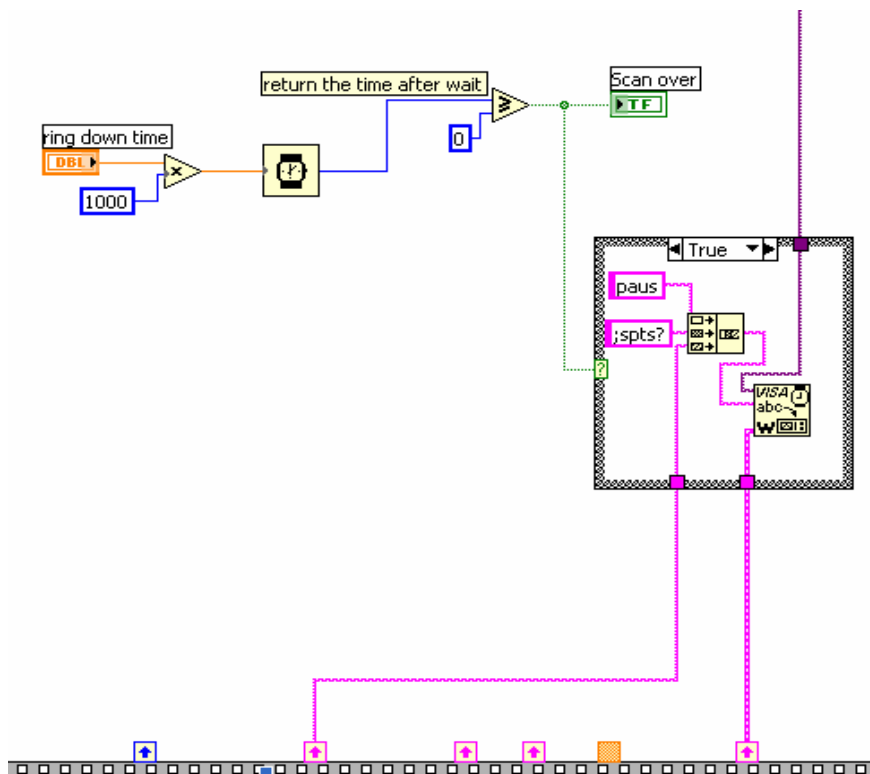 return the time after wait
Scan over
TF
0
ring down time
DBL
x
1000
True
paus
;spts?
?
VISA
abc
W